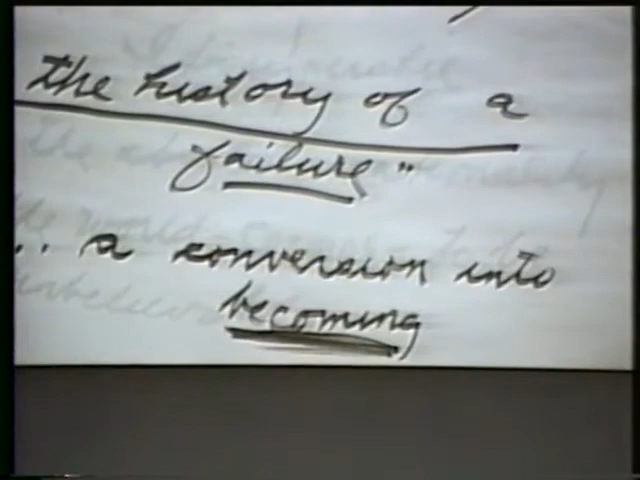 the history of a
failure"
.. a conversion into
becoming